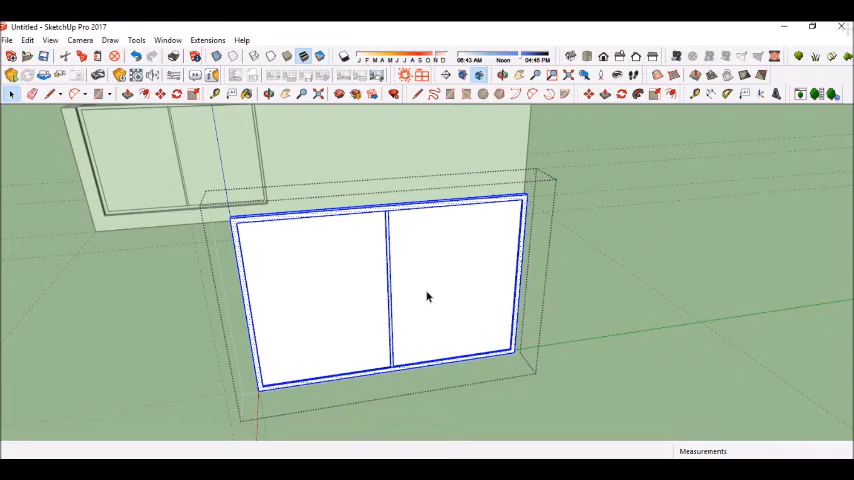 Untitled - SketchUp Pro 2017
File Edit View Camera Draw Tools Window Extensions Help
J F M A M J J A S O N D 06:43 AM Noon 04:45 PM
Measurements